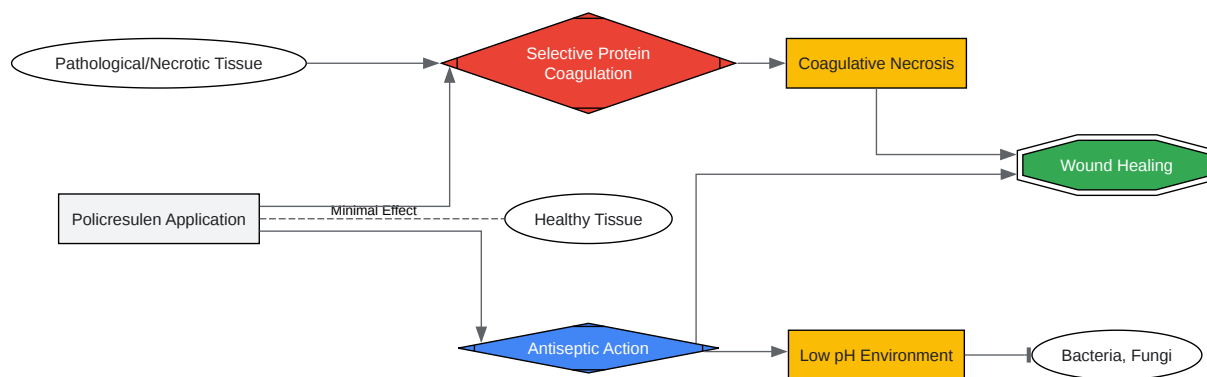 Pathological/Necrotic Tissue
Selective Protein
Coagulation
Coagulative Necrosis
Wound Healing
Policresulen Application
Minimal Effect
Healthy Tissue
Antiseptic Action
Low pH Environment
Bacteria, Fungi